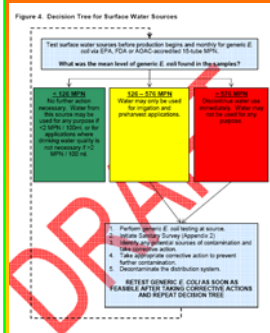 Figure 4. Decision Tree for Surface Water Sources
Test surface water sources before production begins and monthly for generic E.
coli via EPA, FDA or AOAC-accredited 15-tube MPN.
What was the mean level of generic E. coli found in the samples?
< 126 MPN
No further action
necessary. Water from
this source may be used
for any purpose if
<2 MPN / 100ml, or for
applications where
drinking water quality is
not necessary if >2
MPN / 100 ml.
126 – 576 MPN
Water may only be used
for irrigation and
preharvest applications.
> 576 MPN
Discontinue water use
immediately. Water may
not be used for any
purpose.
1. Perform generic E. coli testing at source.
2. Initiate Sanitary Survey (Appendix 2)
3. Identify any potential sources of contamination and
take corrective action.
4. Take appropriate corrective action to prevent
further contamination.
5. Decontaminate the distribution system.
RETEST GENERIC E. COLI AS SOON AS
FEASIBLE AFTER TAKING CORRECTIVE ACTIONS
AND REPEAT DECISION TREE
DRAFT